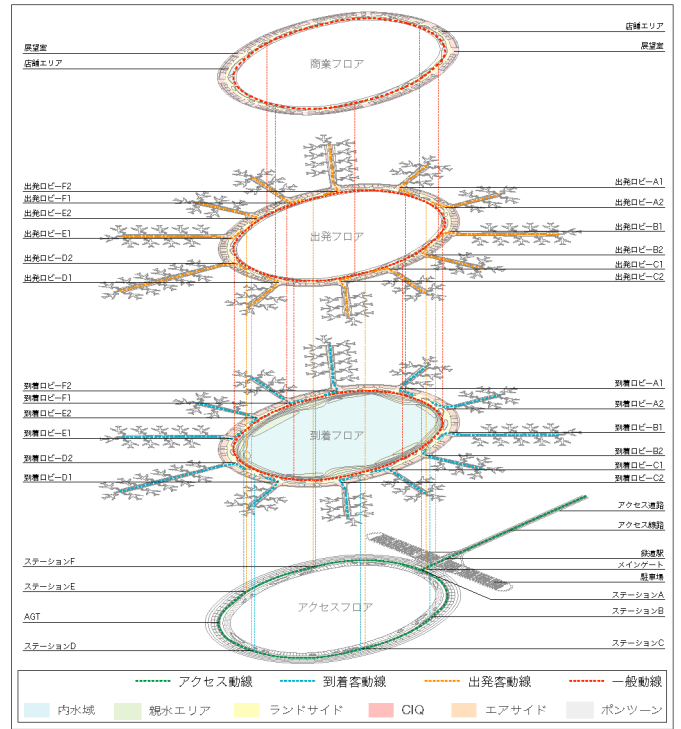 店舗エリア
展望室
展望室
店舗エリア
商業フロア
出発ロビーF2
出発ロビーF1
出発ロビーE2
出発ロビーE1
出発ロビーD2
出発ロビーD1
出発フロア
出発ロビーA1
出発ロビーA2
出発ロビーB1
出発ロビーB2
出発ロビーC1
出発ロビーC2
到着ロビーF2
到着ロビーF1
到着ロビーE2
到着ロビーE1
到着ロビーD2
到着ロビーD1
到着フロア
到着ロビーA1
到着ロビーA2
到着ロビーB1
到着ロビーB2
到着ロビーC1
到着ロビーC2
アクセス道路
アクセス線路
鉄道駅
メインゲート
駐車場
ステーションA
ステーションB
ステーションC
ステーションF
ステーションE
AGT
ステーションD
アクセスフロア
アクセス動線 到着客動線 出発客動線 一般動線
内水域 親水エリア ランドサイド CIQ エアサイド ポンツーン